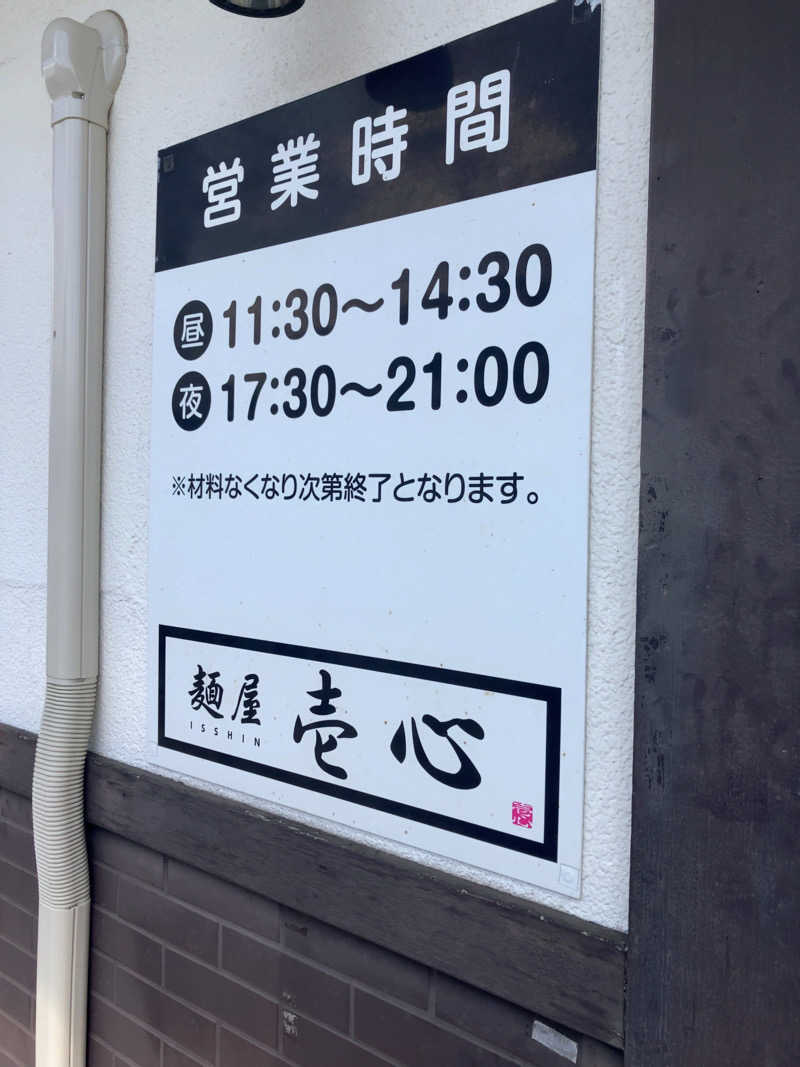 営業時間
昼 11:30～14:30
夜 17:30～21:00
※材料なくなり次第終了となります。
麺屋 壱心
ISSHIN